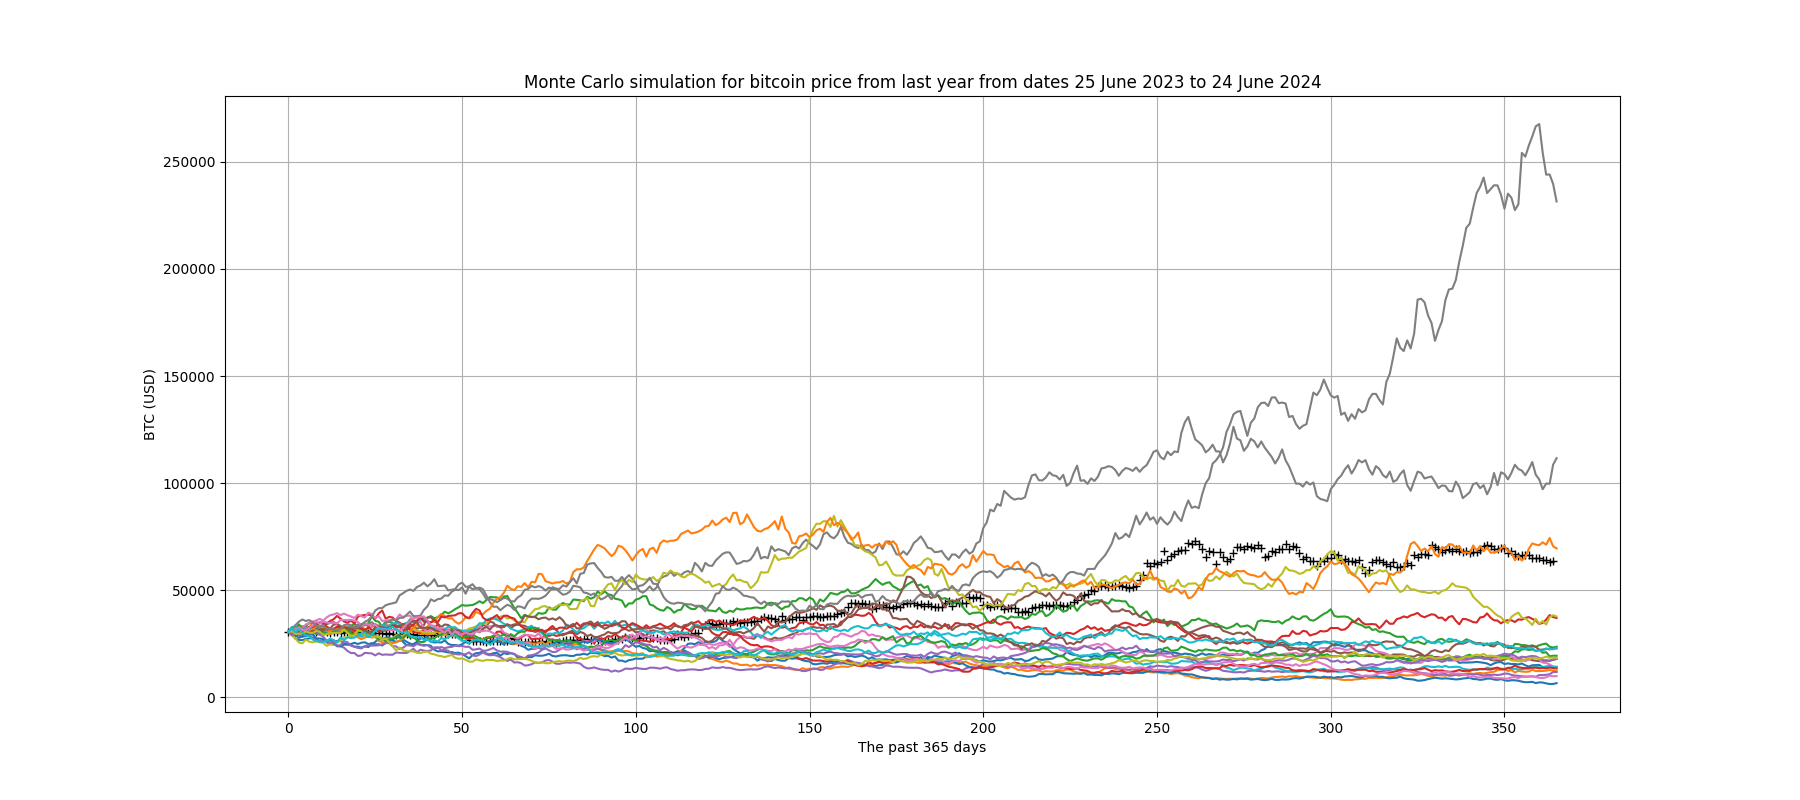 Monte Carlo simulation for bitcoin price from last year from dates 25 June 2023 to 24 June 2024
250000
200000
150000
100000
50000
0
BTC (USD)
0 50 100 150 200 250 300 350
The past 365 days